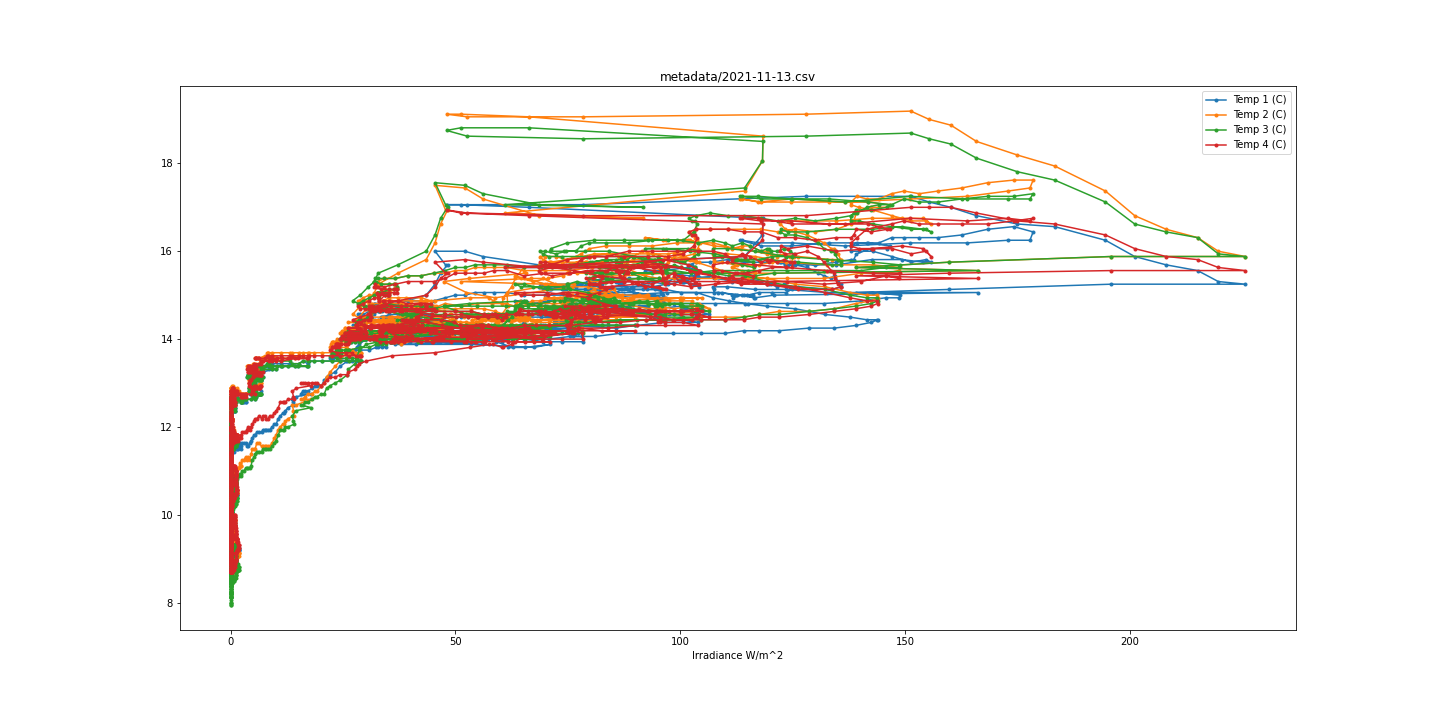 metadata/2021-11-13.csv
Temp 1 (C)
Temp 2 (C)
Temp 3 (C)
Temp 4 (C)
18
16
14
12
10
8
0 50 100 150 200
Irradiance W/m^2